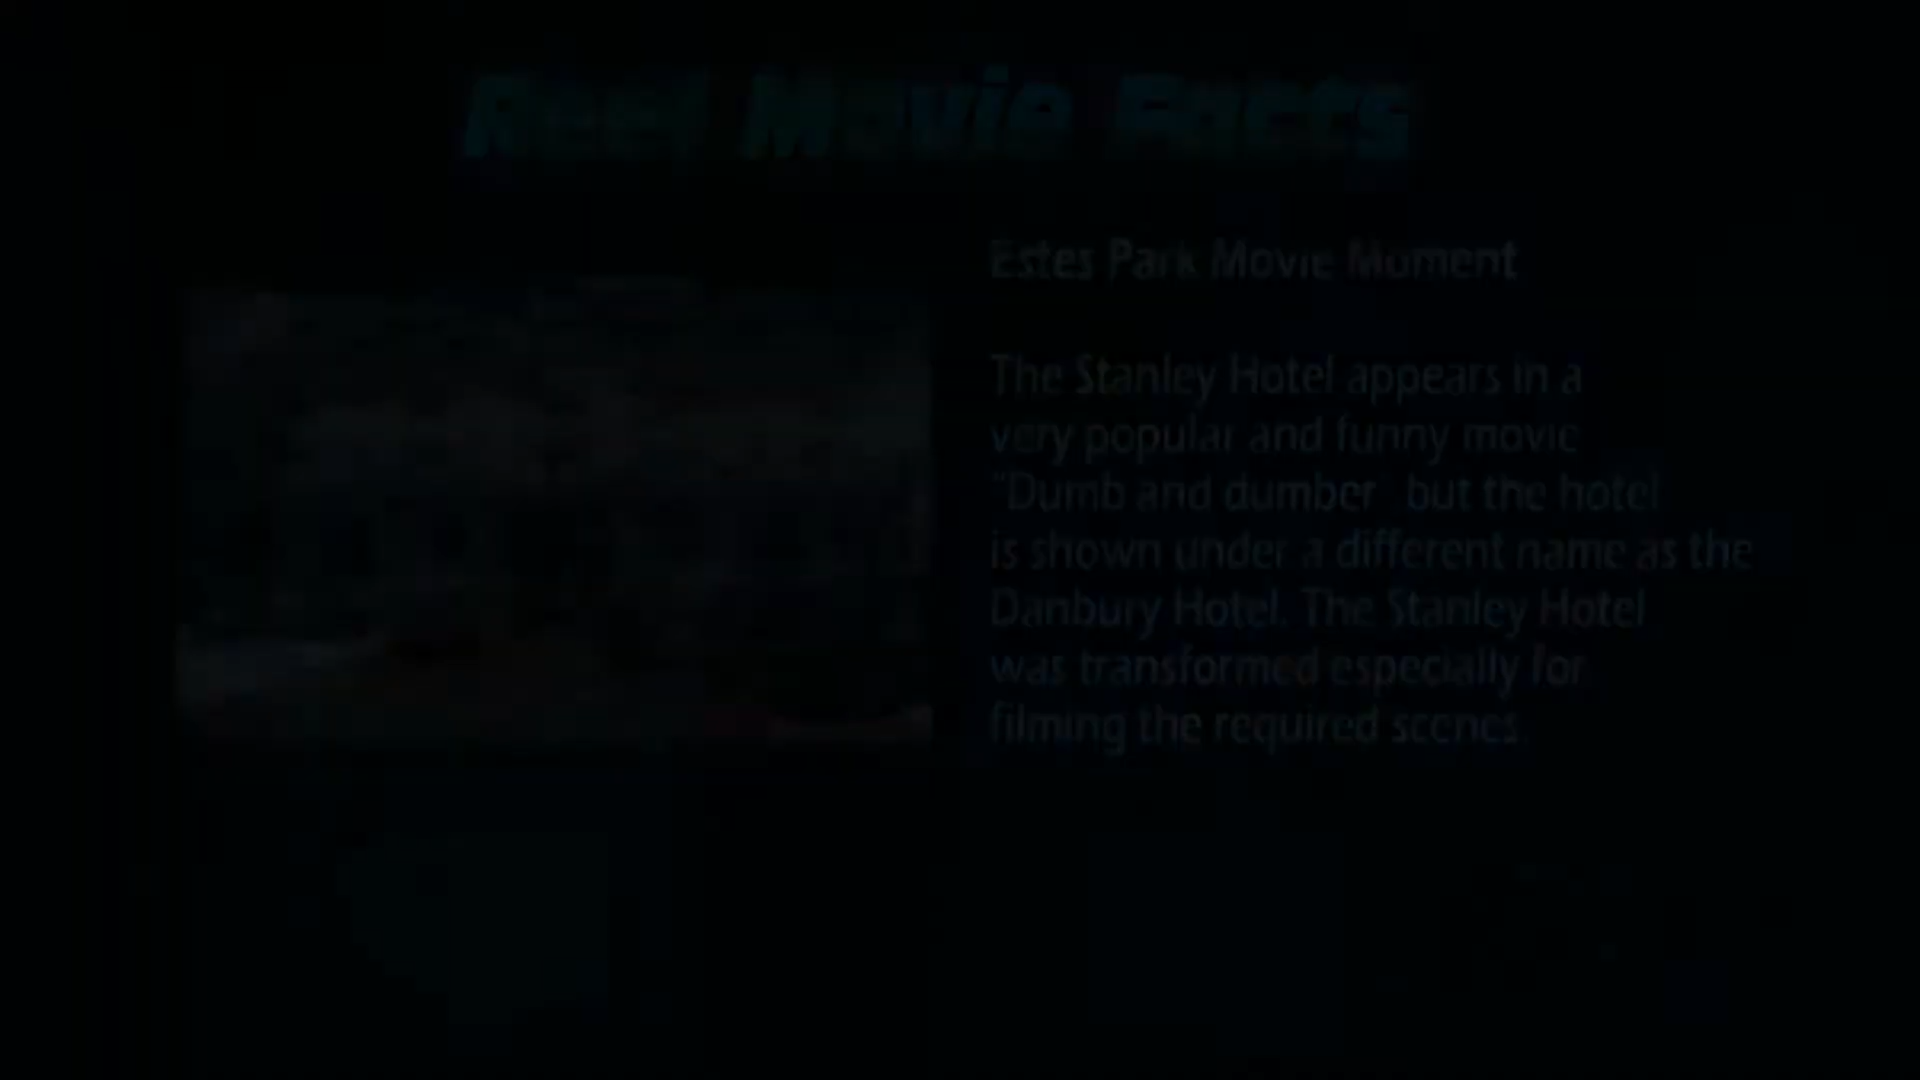 Reel Movie Facts
Estes Park Movie Moment
The Stanley Hotel appears in a
very popular and funny movie
"Dumb and dumber" but the hotel
is shown under a different name as the
Danbury Hotel. The Stanley Hotel
was transformed especially for
filming the required scenes